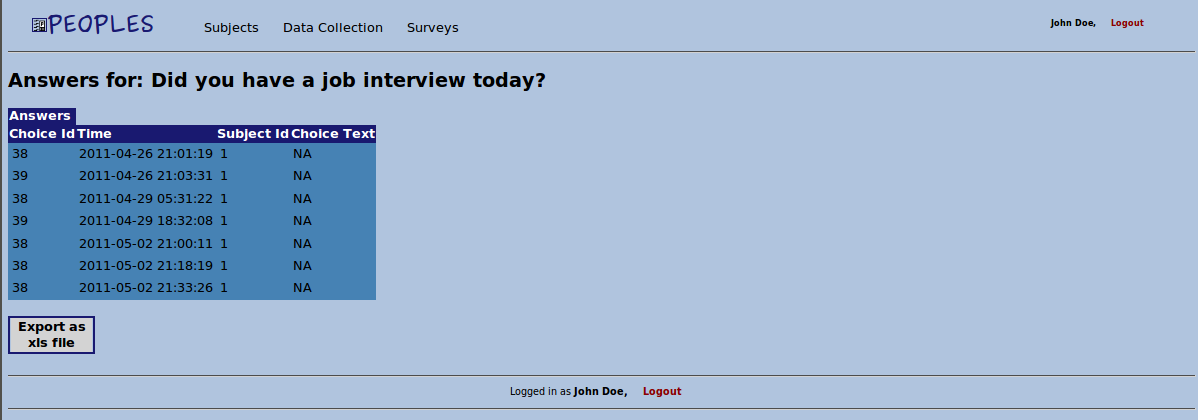 PEOPLES Subjects Data Collection Surveys John Doe, Logout
Answers for: Did you have a job interview today?
Answers
Choice Id Time Subject Id Choice Text
38 2011-04-26 21:01:19 1 NA
39 2011-04-26 21:03:31 1 NA
38 2011-04-29 05:31:22 1 NA
39 2011-04-29 18:32:08 1 NA
38 2011-05-02 21:00:11 1 NA
38 2011-05-02 21:18:19 1 NA
38 2011-05-02 21:33:26 1 NA
Export as
xls file
Logged in as John Doe, Logout